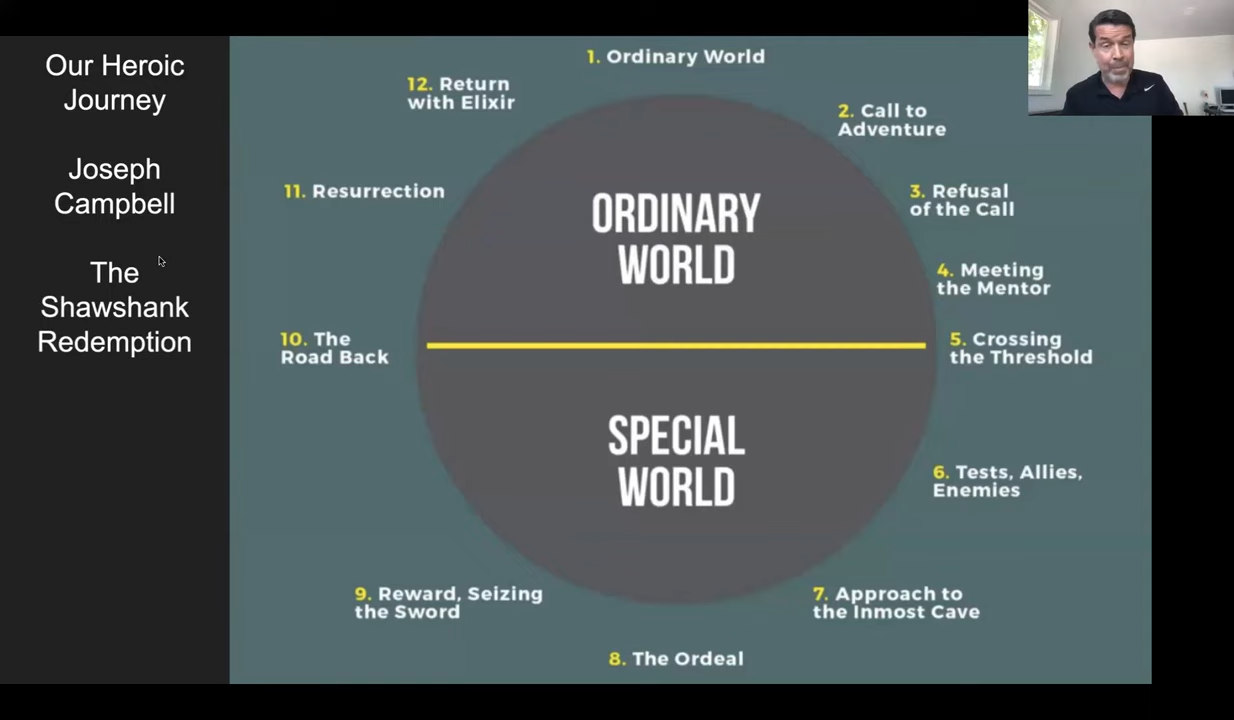 Our Heroic
Journey
Joseph
Campbell
The
Shawshank
Redemption
1. Ordinary World
2. Call to
Adventure
3. Refusal
of the Call
4. Meeting
the Mentor
5. Crossing
the Threshold
6. Tests, Allies,
Enemies
7. Approach to
the Inmost Cave
8. The Ordeal
9. Reward, Seizing
the Sword
10. The
Road Back
11. Resurrection
12. Return
with Elixir
ORDINARY
WORLD
SPECIAL
WORLD